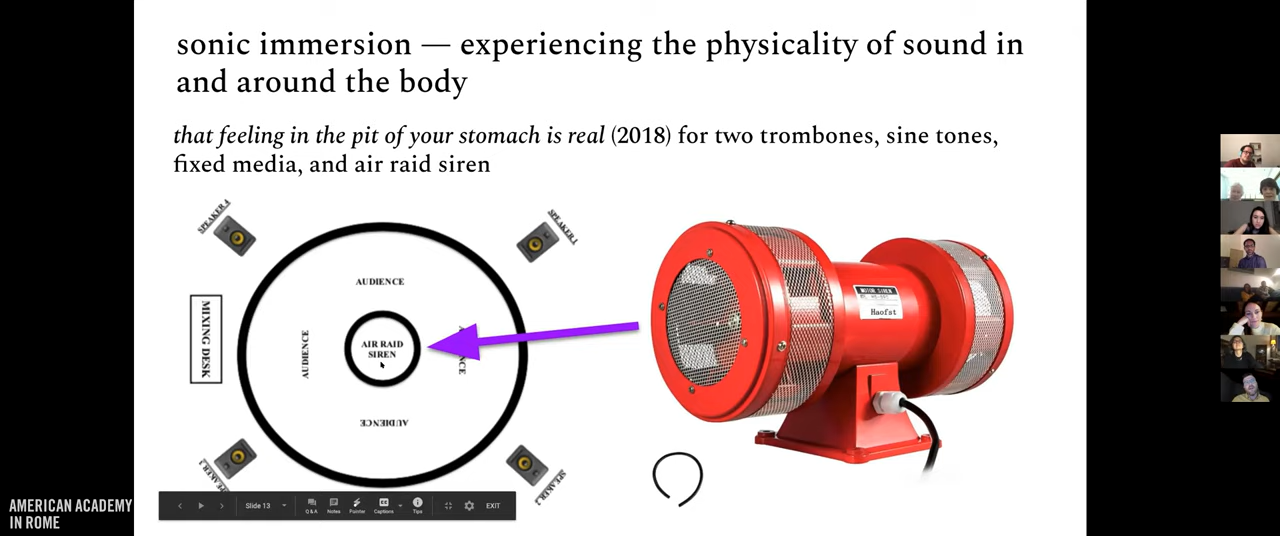 sonic immersion — experiencing the physicality of sound in
and around the body
that feeling in the pit of your stomach is real (2018) for two trombones, sine tones,
fixed media, and air raid siren
SPEAKER 4
SPEAKER 1
AUDIENCE
MIXING DESK
AUDIENCE
AIR RAID
SIREN
AUDIENCE
SPEAKER 3
SPEAKER 2
MOTOR SIREN
Haofst
AMERICAN ACADEMY
IN ROME
Slide 13
Q & A
Notes
Pointer
Captions
Tips
EXIT